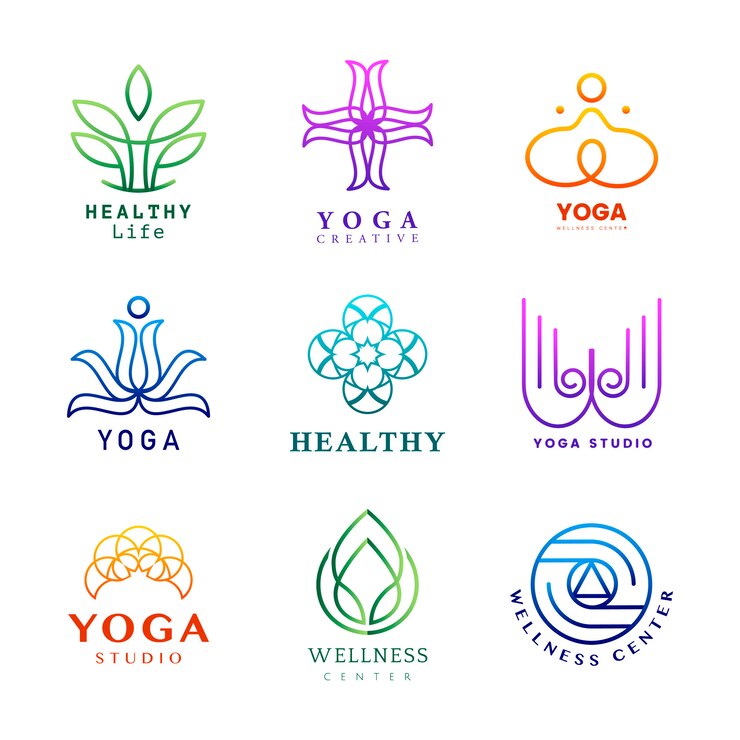 HEALTHY
Life
YOGA
CREATIVE
YOGA
WELLNESS CENTER
YOGA
HEALTHY
YOGA STUDIO
YOGA
STUDIO
WELLNESS
CENTER
WELLNESS CENTER